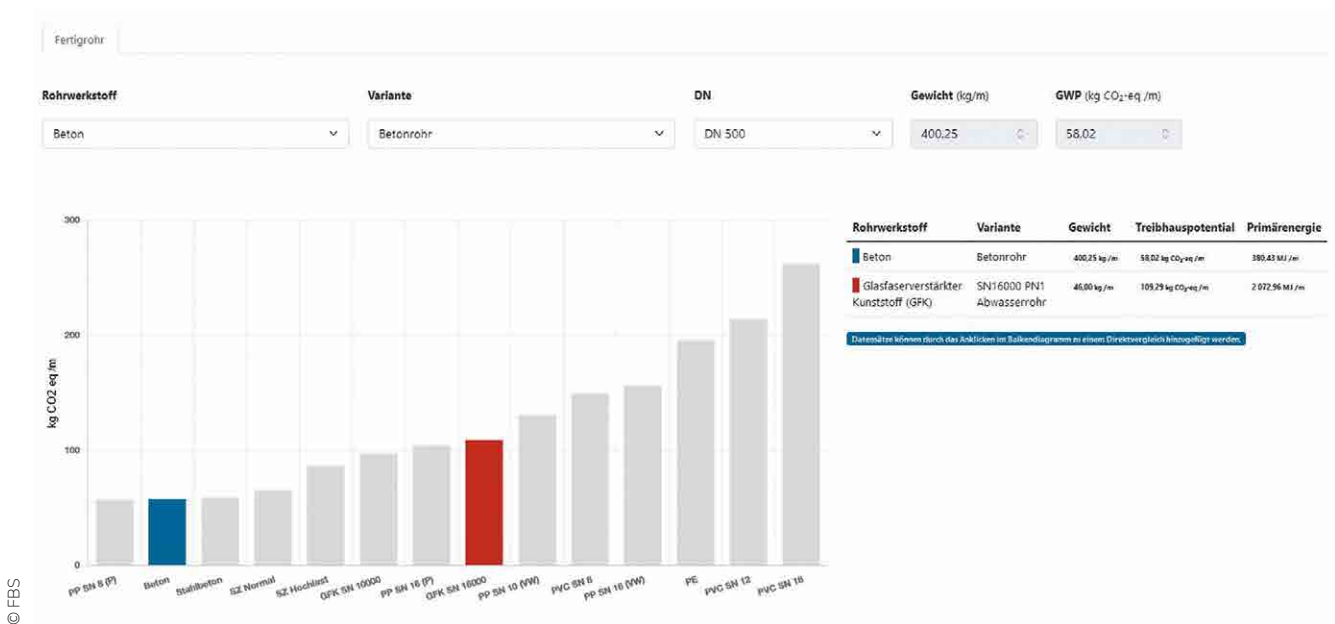 Fertigrohr
Rohrwerkstoff
Variante
DN
Gewicht (kg/m)
GWP (kg CO₂-eq /m)
Beton
Betonrohr
DN 500
400,25
58,02
300
200
100
0
kg CO2 eq /m
PP SN 8 (P)
Beton
Stahlbeton
SZ Normal
SZ Hochlast
GFK SN 10000
PP SN 16 (P)
GFK SN 16000
PP SN 10 (VW)
PVC SN 8
PP SN 16 (VW)
PE
PVC SN 12
PVC SN 16
Rohrwerkstoff Variante Gewicht Treibhauspotential Primärenergie
Beton Betonrohr 400,25 kg /m 58,02 kg CO₂-eq /m 380,43 MJ /m
Glasfaserverstärkter SN16000 PN1 46,00 kg /m 109,29 kg CO₂-eq /m 2 072,96 MJ /m
Kunststoff (GFK) Abwasserrohr
Datensätze können durch das Anklicken im Balkendiagramm zu einem Direktvergleich hinzugefügt werden.
© FBS